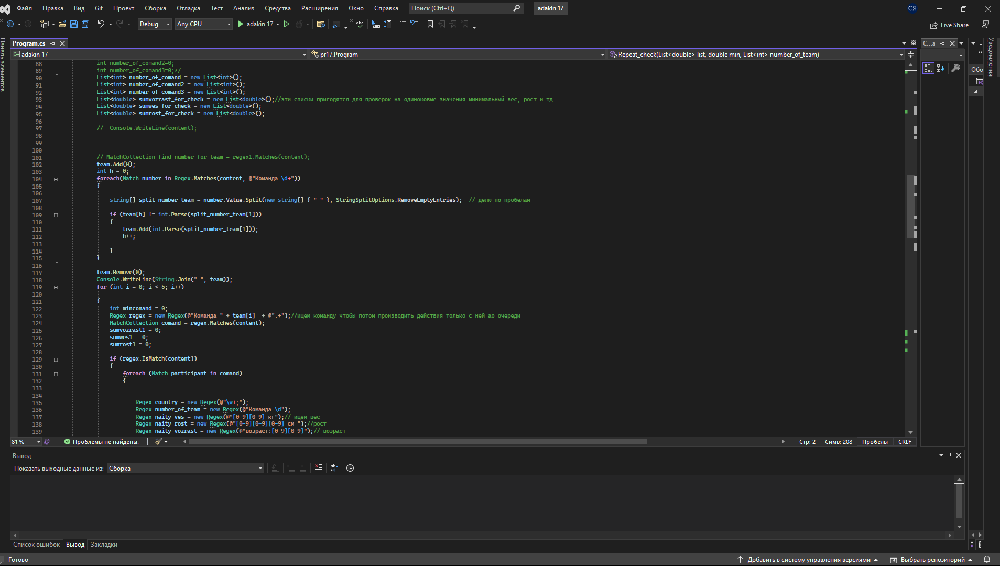 Файл Правка Вид Git Проект Сборка Отладка Тест Анализ Средства Расширения Окно Справка Поиск (Ctrl+Q) adakin 17 СЯ
Debug Any CPU adakin 17 Live Share
Панель элементов
Program.cs
C...a
Уведомления
adakin 17 pr17.Program Repeat_check(List<double> list, double min, List<int> number_of_team)
Обо
88 int number_of_comand2=0;
89 int number_of_comand3=0;*/
90 List<int> number_of_comand = new List<int>();
91 List<int> number_of_comand2 = new List<int>();
92 List<int> number_of_comand3 = new List<int>();
93 List<double> sumvozrast_for_check = new List<double>();//эти списки пригодятся для проверок на одиноковые значения минимальный вес, рост и тд
94 List<double> sumwes_for_check = new List<double>();
95 List<double> sumrost_for_check = new List<double>();
96
97 //  Console.WriteLine(content);
98
99
100
101 // MatchCollection find_number_for_team = regex1.Matches(content);
102 team.Add(0);
103 int h = 0;
104 foreach(Match number in Regex.Matches(content, @"Команда \d+"))
105 {
106
107 string[] split_number_team = number.Value.Split(new string[] { " " }, StringSplitOptions.RemoveEmptyEntries);  // делю по пробелам
108
109 if (team[h] != int.Parse(split_number_team[1]))
110 {
111 team.Add(int.Parse(split_number_team[1]));
112 h++;
113
114 }
115 }
116
117 team.Remove(0);
118 Console.WriteLine(String.Join(" ", team));
119 for (int i = 0; i < 5; i++)
120
121 {
122 int mincomand = 0;
123 Regex regex = new Regex(@"Команда " + team[i]  + @".+");//ищем команду чтобы потом производить действия только с ней ао очереди
124 MatchCollection comand = regex.Matches(content);
125 sumvozrast1 = 0;
126 sumwes1 = 0;
127 sumrost1 = 0;
128
129 if (regex.IsMatch(content))
130 {
131 foreach (Match participant in comand)
132 {
133
134
135 Regex country = new Regex(@"\w+;");
136 Regex number_of_team = new Regex(@"Команда \d");
137 Regex naity_ves = new Regex(@"[0-9][0-9] кг");// ищем вес
138 Regex naity_rost = new Regex(@"[0-9][0-9][0-9] см ");//рост
139 Regex naity_vozrast = new Regex(@"возраст:[0-9][0-9]");// возраст
81 % Проблемы не найдены. Стр: 2 Симв: 208 Пробелы CRLF
Вывод
Показать выходные данные из: Сборка
Список ошибок Вывод Закладки
Готово Добавить в систему управления версиями Выбрать репозиторий